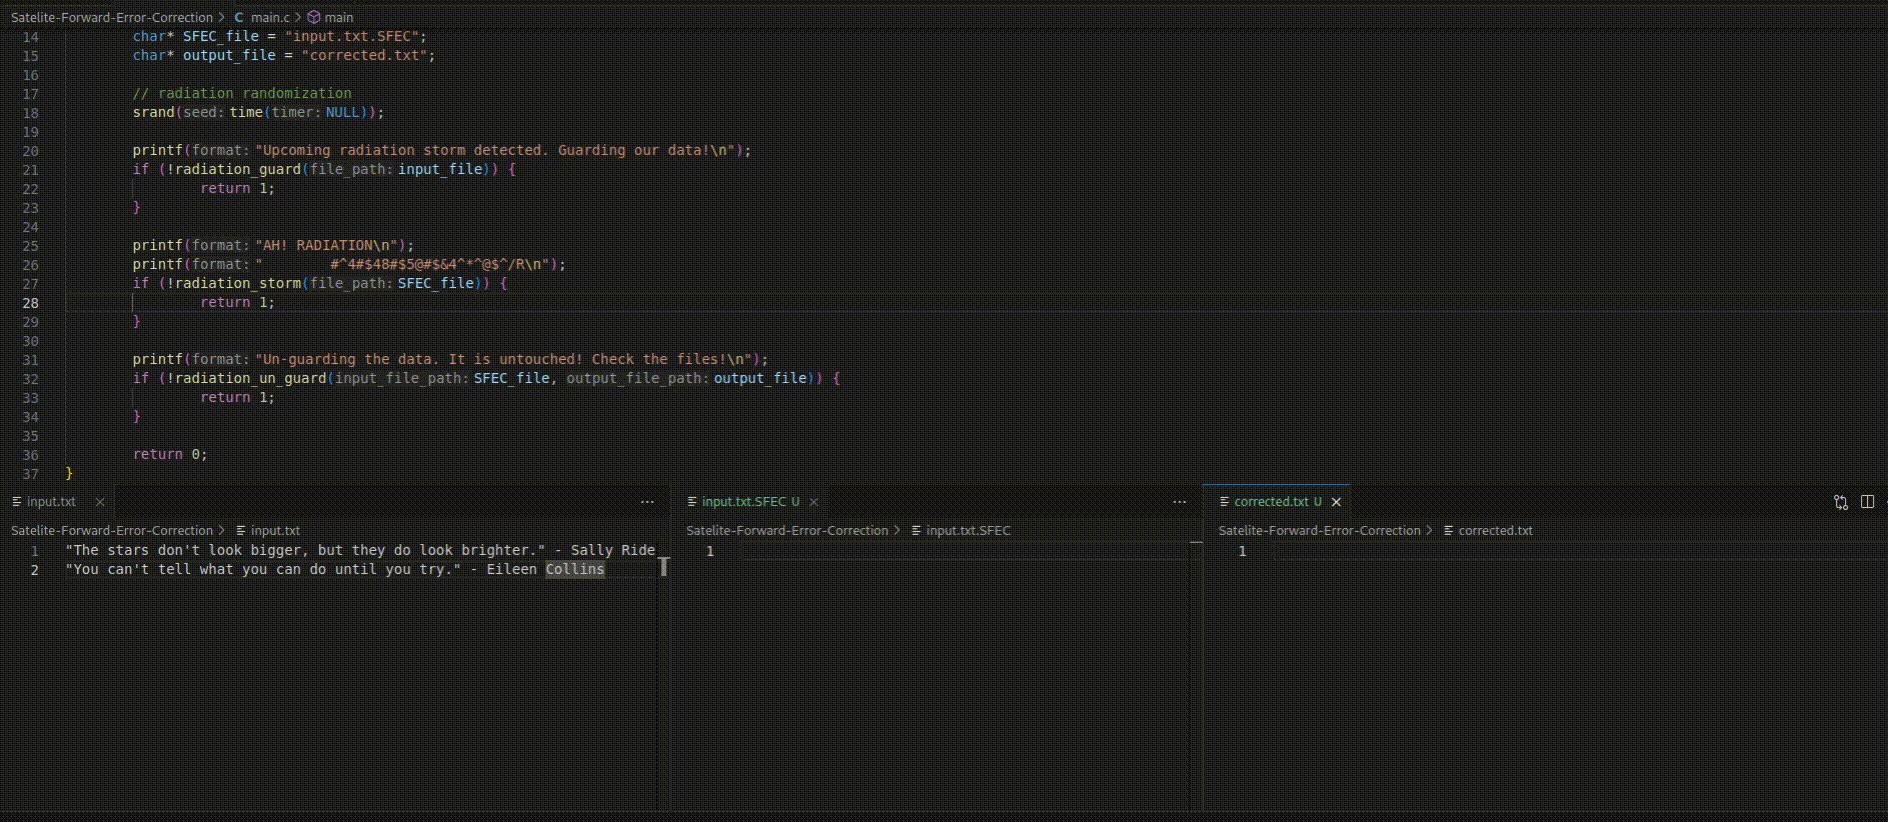 Satelite-Forward-Error-Correction > C main.c > main
14 char* SFEC_file = "input.txt.SFEC";
15 char* output_file = "corrected.txt";
16
17 // radiation randomization
18 srand(seed: time(timer: NULL));
19
20 printf(format: "Upcoming radiation storm detected. Guarding our data!\n");
21 if (!radiation_guard(file_path: input_file)) {
22 return 1;
23 }
24
25 printf(format: "AH! RADIATION\n");
26 printf(format: "        #^4#$48#$5@#$&4^*^@$^/R\n");
27 if (!radiation_storm(file_path: SFEC_file)) {
28 return 1;
29 }
30
31 printf(format: "Un-guarding the data. It is untouched! Check the files!\n");
32 if (!radiation_un_guard(input_file_path: SFEC_file, output_file_path: output_file)) {
33 return 1;
34 }
35
36 return 0;
37 }
input.txt
Satelite-Forward-Error-Correction > input.txt
1 "The stars don't look bigger, but they do look brighter." - Sally Ride
2 "You can't tell what you can do until you try." - Eileen Collins
input.txt.SFEC U
Satelite-Forward-Error-Correction > input.txt.SFEC
1
corrected.txt U
Satelite-Forward-Error-Correction > corrected.txt
1